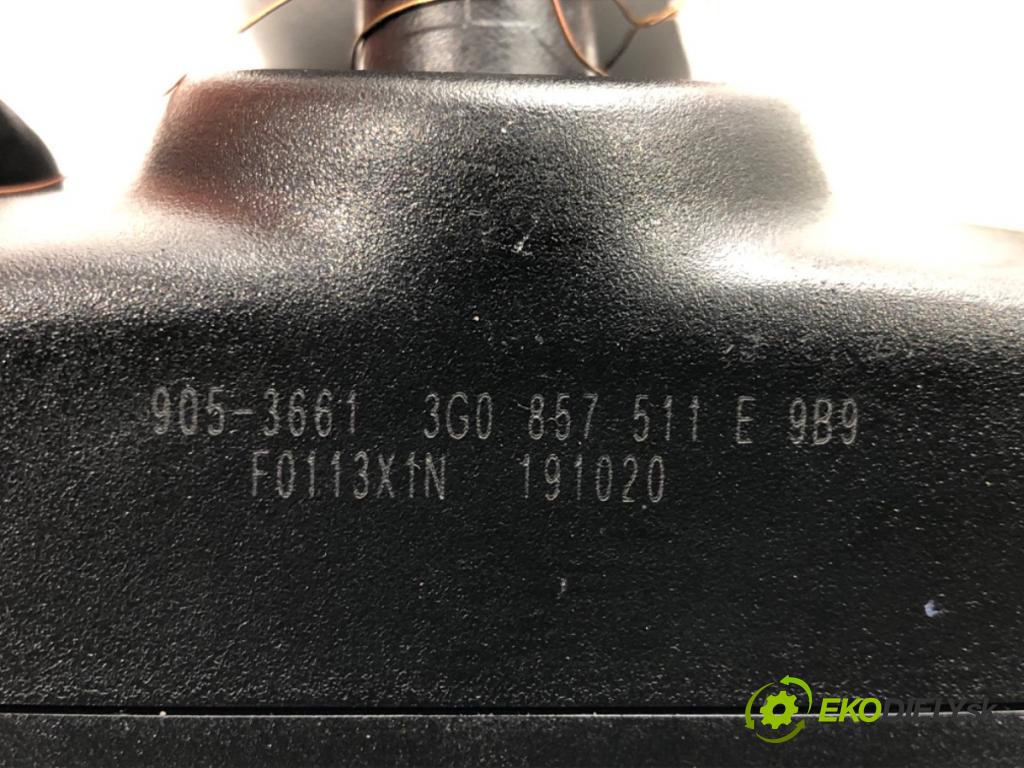 905-3661 3G0 857 511 E 9B9
F0113X1N 191020
EKODIELY.sk